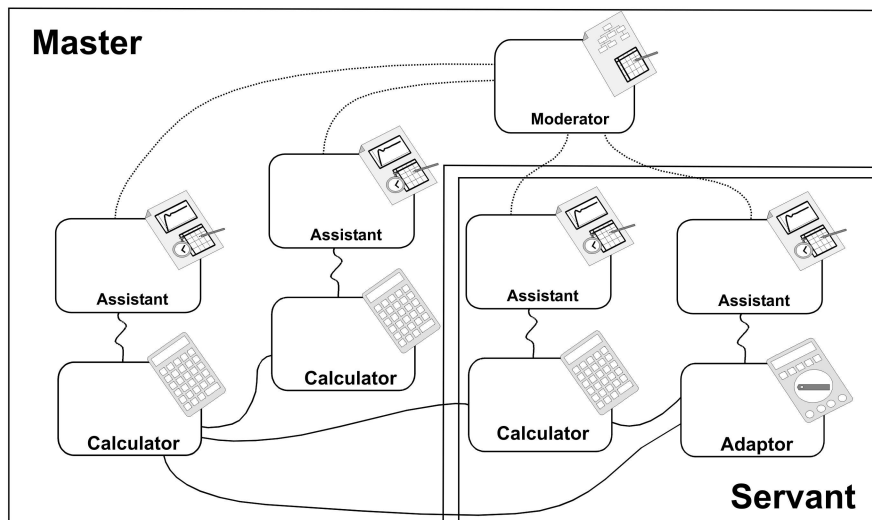 Master
Moderator
Assistant
Assistant
Assistant
Assistant
Calculator
Calculator
Calculator
Adaptor
Servant